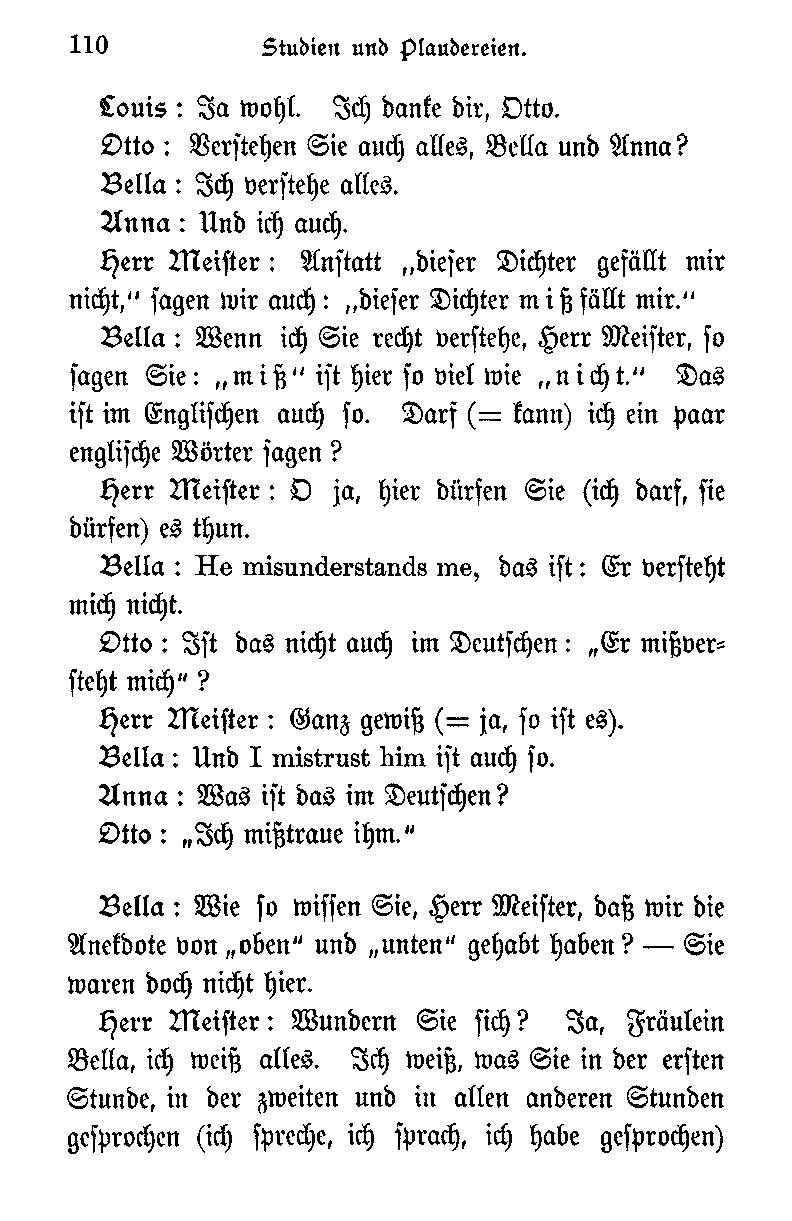 110 Studien und Plaudereien.
Louis: Ja wohl. Ich danke dir, Otto.
Otto: Verstehen Sie auch alles, Bella und Anna?
Bella: Ich verstehe alles.
Anna: Und ich auch.
Herr Meister: Anstatt „dieser Dichter gefällt mir
nicht,“ sagen wir auch: „dieser Dichter m i ß fällt mir.“
Bella: Wenn ich Sie recht verstehe, Herr Meister, so
sagen Sie: „m i ß“ ist hier so viel wie „n i ch t.“ Das
ist im Englischen auch so. Darf (= kann) ich ein paar
englische Wörter sagen?
Herr Meister: O ja, hier dürfen Sie (ich darf, sie
dürfen) es thun.
Bella: He misunderstands me, das ist: Er versteht
mich nicht.
Otto: Ist das nicht auch im Deutschen: „Er mißver-
steht mich“?
Herr Meister: Ganz gewiß (= ja, so ist es).
Bella: Und I mistrust him ist auch so.
Anna: Was ist das im Deutschen?
Otto: „Ich mißtraue ihm.“
Bella: Wie so wissen Sie, Herr Meister, daß wir die
Anekdote von „oben“ und „unten“ gehabt haben? — Sie
waren doch nicht hier.
Herr Meister: Wundern Sie sich? Ja, Fräulein
Bella, ich weiß alles. Ich weiß, was Sie in der ersten
Stunde, in der zweiten und in allen anderen Stunden
gesprochen (ich spreche, ich sprach, ich habe gesprochen)